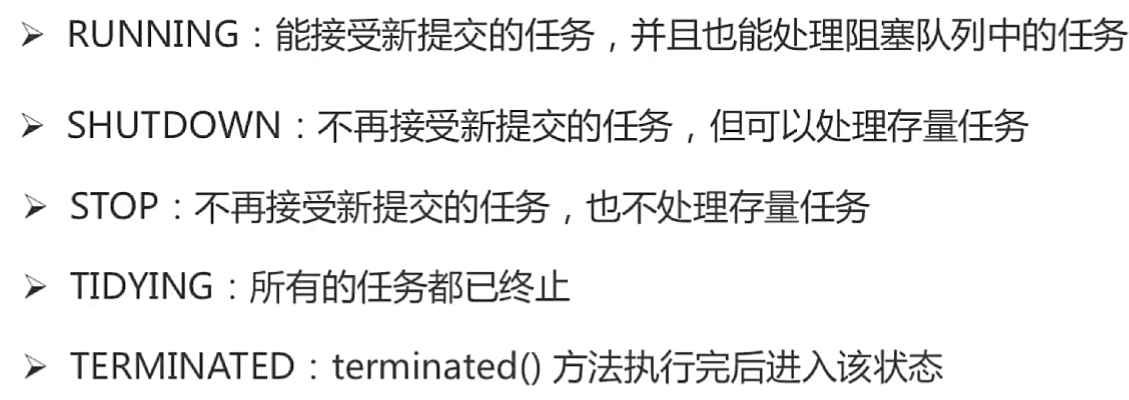 ➢ RUNNING：能接受新提交的任务，并且也能处理阻塞队列中的任务
➢ SHUTDOWN：不再接受新提交的任务，但可以处理存量任务
➢ STOP：不再接受新提交的任务，也不处理存量任务
➢ TIDYING：所有的任务都已终止
➢ TERMINATED：terminated() 方法执行完后进入该状态